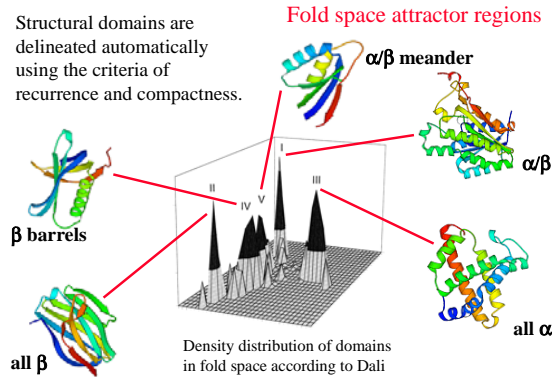 Structural domains are
delineated automatically
using the criteria of
recurrence and compactness.
Fold space attractor regions
α/β meander
α/β
I
II
III
IV
V
β barrels
all β
all α
Density distribution of domains
in fold space according to Dali